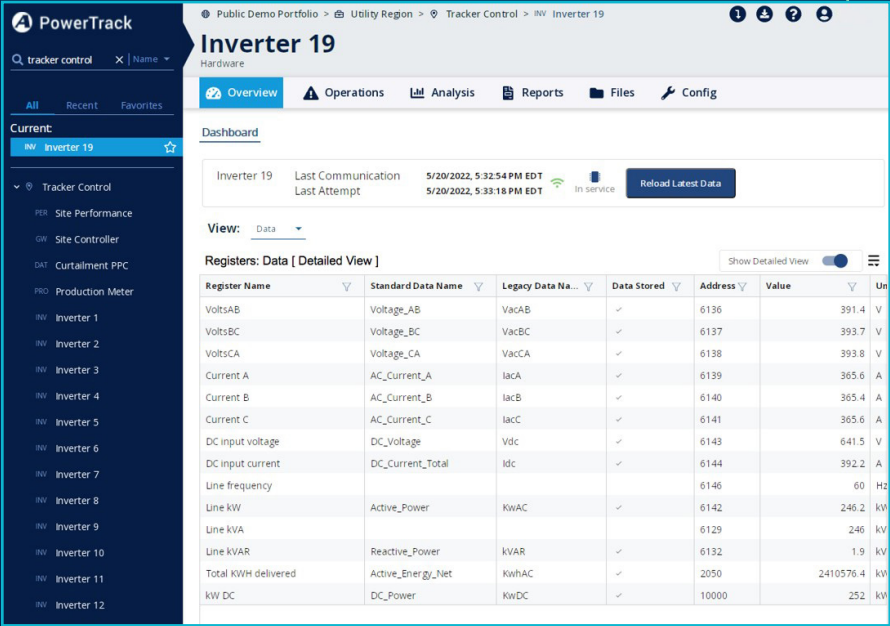 PowerTrack
tracker control X | Name
All Recent Favorites
Current:
INV Inverter 19
Tracker Control
PER Site Performance
GW Site Controller
DAT Curtailment PPC
PRO Production Meter
INV Inverter 1
INV Inverter 2
INV Inverter 3
INV Inverter 4
INV Inverter 5
INV Inverter 6
INV Inverter 7
INV Inverter 8
INV Inverter 9
INV Inverter 10
INV Inverter 11
INV Inverter 12
Public Demo Portfolio > Utility Region > Tracker Control > INV Inverter 19
Inverter 19
Hardware
Overview Operations Analysis Reports Files Config
Dashboard
Inverter 19 Last Communication 5/20/2022, 5:32:54 PM EDT
Last Attempt 5/20/2022, 5:33:18 PM EDT
In service
Reload Latest Data
View: Data
Registers: Data [ Detailed View ] Show Detailed View
Register Name Standard Data Name Legacy Data Na... Data Stored Address Value Un
VoltsAB Voltage_AB VacAB ✓ 6136 391.4 V
VoltsBC Voltage_BC VacBC ✓ 6137 393.7 V
VoltsCA Voltage_CA VacCA ✓ 6138 393.8 V
Current A AC_Current_A IacA ✓ 6139 365.6 A
Current B AC_Current_B IacB ✓ 6140 365.4 A
Current C AC_Current_C IacC ✓ 6141 365.6 A
DC input voltage DC_Voltage Vdc ✓ 6143 641.5 V
DC input current DC_Current_Total Idc ✓ 6144 392.2 A
Line frequency 6146 60 Hz
Line kW Active_Power KwAC ✓ 6142 246.2 kW
Line kVA 6129 246 kV
Line kVAR Reactive_Power kVAR ✓ 6132 1.9 kV
Total KWH delivered Active_Energy_Net KwhAC ✓ 2050 2410576.4 kW
kW DC DC_Power KwDC ✓ 10000 252 kW